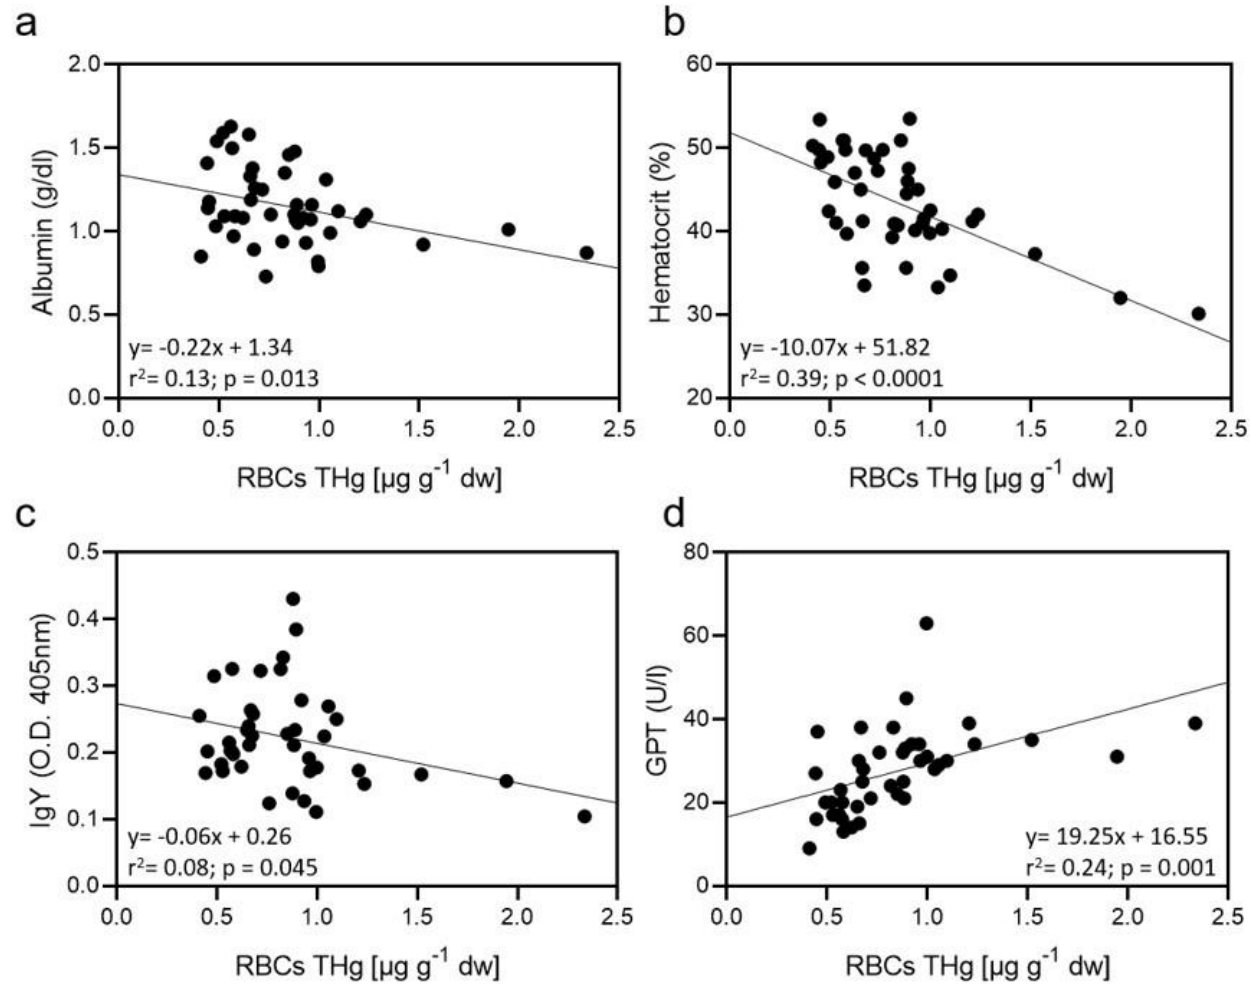 a
2.0
1.5
1.0
0.5
0.0
Albumin (g/dl)
y= -0.22x + 1.34
r²= 0.13; p = 0.013
0.0 0.5 1.0 1.5 2.0 2.5
RBCs THg [µg g⁻¹ dw]
b
60
50
40
30
20
Hematocrit (%)
y= -10.07x + 51.82
r²= 0.39; p < 0.0001
0.0 0.5 1.0 1.5 2.0 2.5
RBCs THg [µg g⁻¹ dw]
c
0.5
0.4
0.3
0.2
0.1
0.0
IgY (O.D. 405nm)
y= -0.06x + 0.26
r²= 0.08; p = 0.045
0.0 0.5 1.0 1.5 2.0 2.5
RBCs THg [µg g⁻¹ dw]
d
80
60
40
20
0
GPT (U/l)
y= 19.25x + 16.55
r²= 0.24; p = 0.001
0.0 0.5 1.0 1.5 2.0 2.5
RBCs THg [µg g⁻¹ dw]